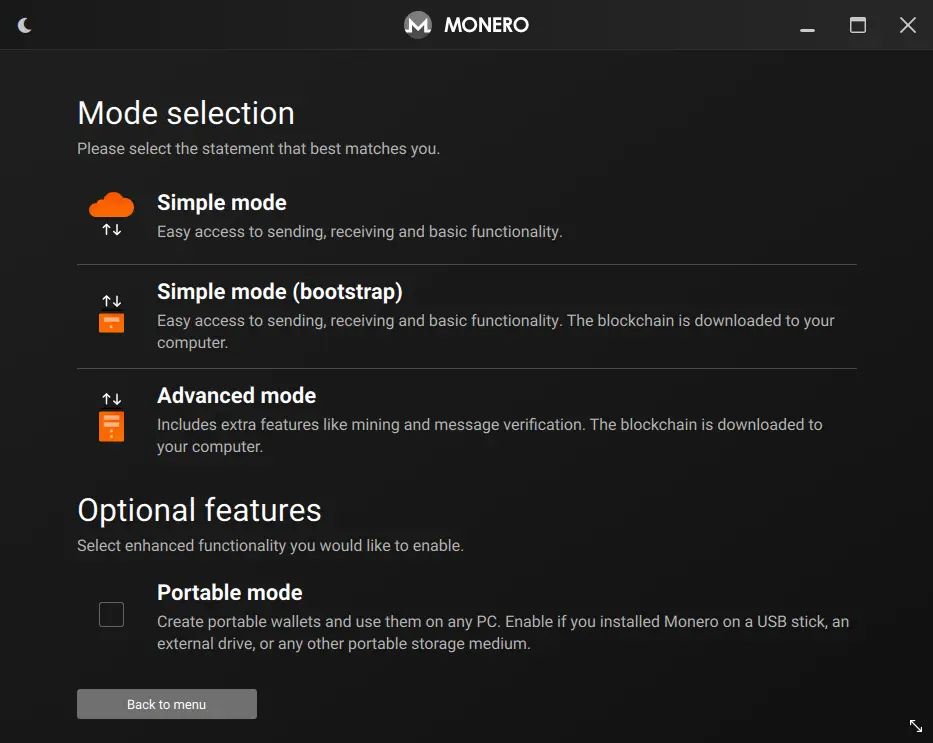 MONERO
Mode selection
Please select the statement that best matches you.
Simple mode
Easy access to sending, receiving and basic functionality.
Simple mode (bootstrap)
Easy access to sending, receiving and basic functionality. The blockchain is downloaded to your
computer.
Advanced mode
Includes extra features like mining and message verification. The blockchain is downloaded to
your computer.
Optional features
Select enhanced functionality you would like to enable.
Portable mode
Create portable wallets and use them on any PC. Enable if you installed Monero on a USB stick, an
external drive, or any other portable storage medium.
Back to menu